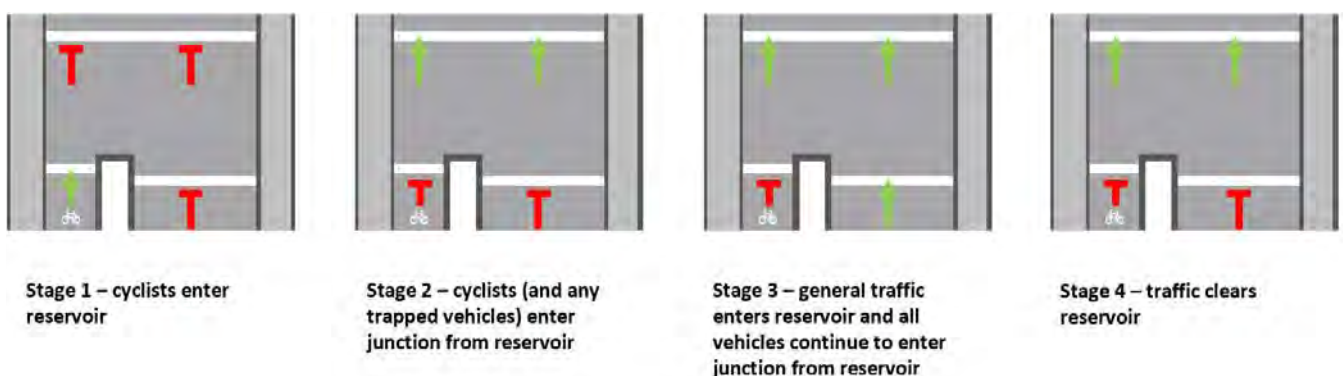 Stage 1 – cyclists enter
reservoir
Stage 2 – cyclists (and any
trapped vehicles) enter
junction from reservoir
Stage 3 – general traffic
enters reservoir and all
vehicles continue to enter
junction from reservoir
Stage 4 – traffic clears
reservoir